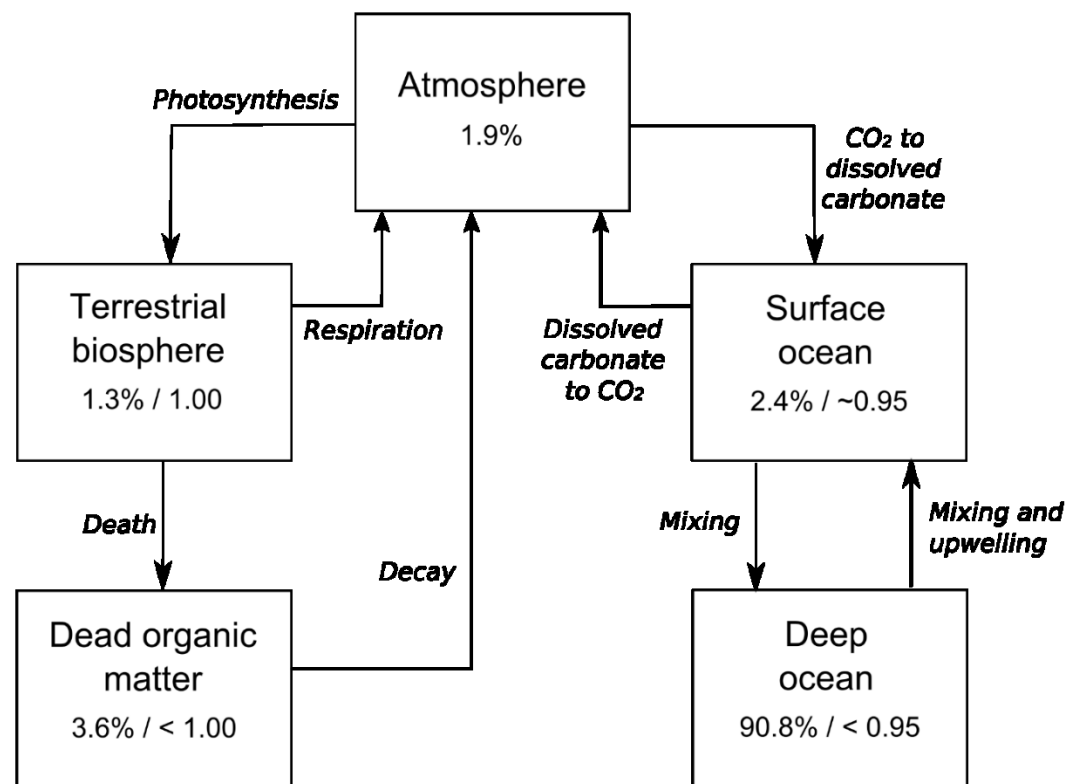 Atmosphere
1.9%
Photosynthesis
CO₂ to
dissolved
carbonate
Terrestrial
biosphere
1.3% / 1.00
Respiration
Dissolved
carbonate
to CO₂
Surface
ocean
2.4% / ~0.95
Death
Decay
Mixing
Mixing and
upwelling
Dead organic
matter
3.6% / < 1.00
Deep
ocean
90.8% / < 0.95